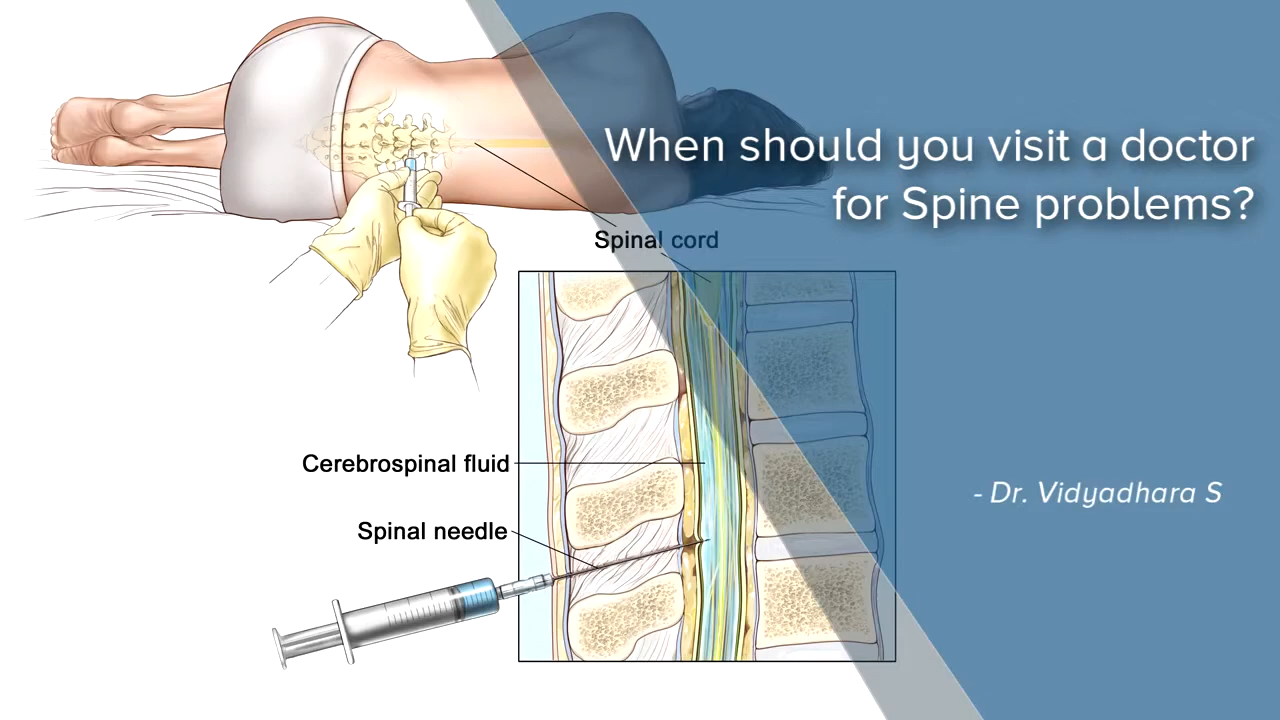 When should you visit a doctor
for Spine problems?
Spinal cord
Cerebrospinal fluid
- Dr. Vidyadhara S
Spinal needle